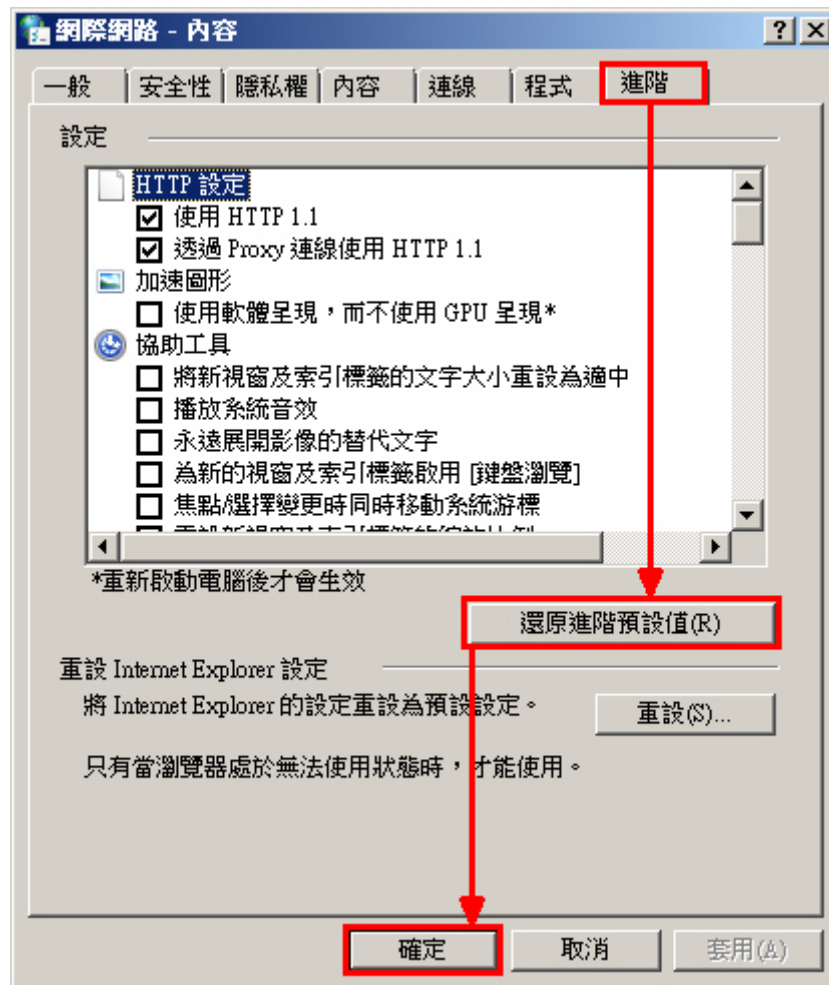 網際網路 - 內容
一般 安全性 隱私權 內容 連線 程式 進階
設定
HTTP 設定
使用 HTTP 1.1
透過 Proxy 連線使用 HTTP 1.1
加速圖形
使用軟體呈現，而不使用 GPU 呈現*
協助工具
將新視窗及索引標籤的文字大小重設為適中
播放系統音效
永遠展開影像的替代文字
為新的視窗及索引標籤啟用 [鍵盤瀏覽]
焦點/選擇變更時同時移動系統游標
*重新啟動電腦後才會生效
還原進階預設值(R)
重設 Internet Explorer 設定
將 Internet Explorer 的設定重設為預設設定。
重設(S)...
只有當瀏覽器處於無法使用狀態時，才能使用。
確定 取消 套用(A)